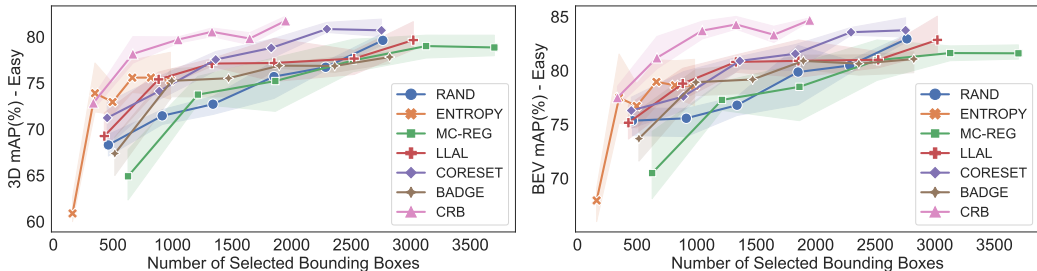 3D mAP(%) - Easy
80
75
70
65
60
0 500 1000 1500 2000 2500 3000 3500
Number of Selected Bounding Boxes
RAND
ENTROPY
MC-REG
LLAL
CORESET
BADGE
CRB
BEV mAP(%) - Easy
85
80
75
70
0 500 1000 1500 2000 2500 3000 3500
Number of Selected Bounding Boxes
RAND
ENTROPY
MC-REG
LLAL
CORESET
BADGE
CRB